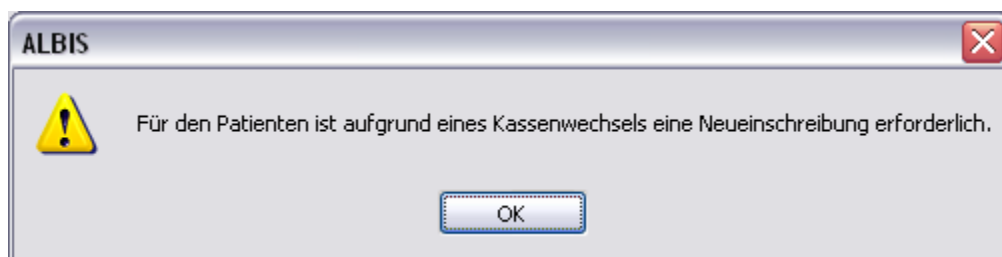 ALBIS
Für den Patienten ist aufgrund eines Kassenwechsels eine Neueinschreibung erforderlich.
OK